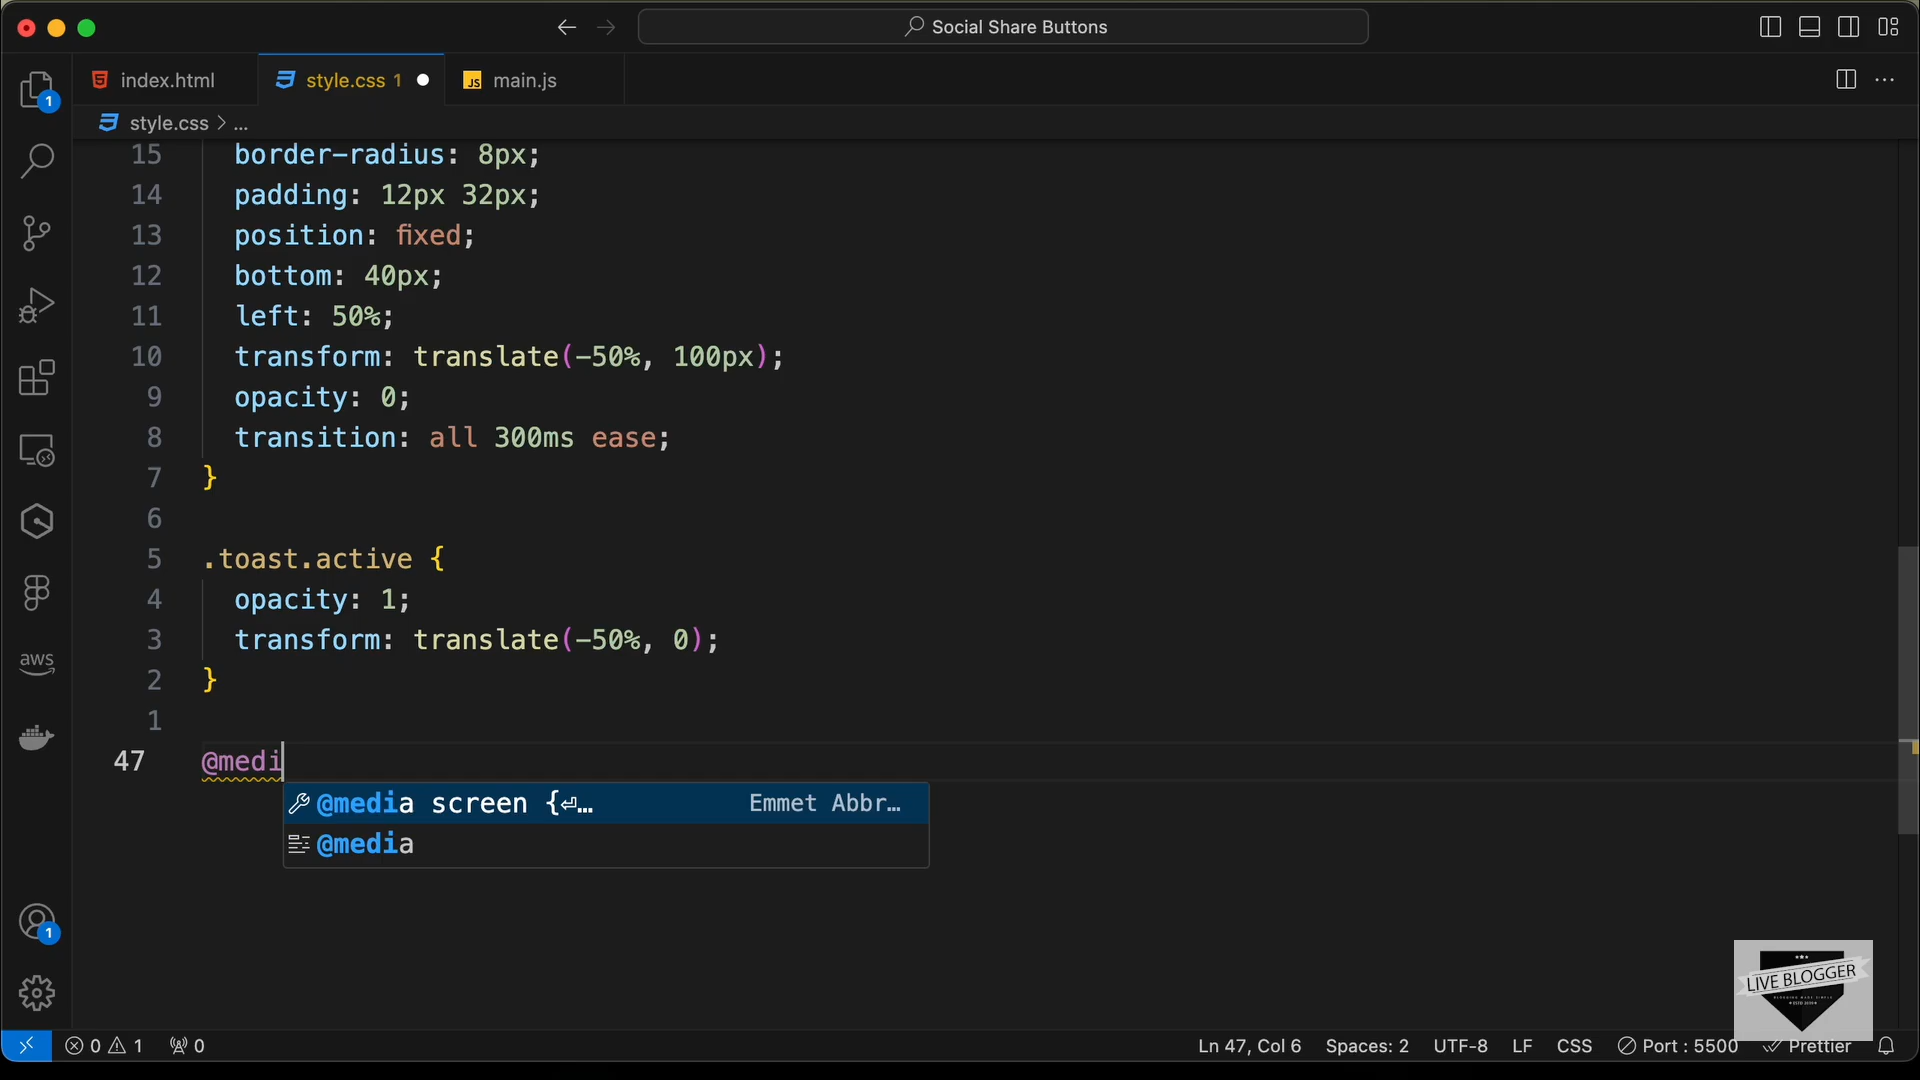 Social Share Buttons
index.html
style.css 1
JS main.js
1
style.css > ...
15 border-radius: 8px;
14 padding: 12px 32px;
13 position: fixed;
12 bottom: 40px;
11 left: 50%;
10 transform: translate(-50%, 100px);
9 opacity: 0;
8 transition: all 300ms ease;
7 }
6
5 .toast.active {
4 opacity: 1;
3 transform: translate(-50%, 0);
2 }
1
47 @medi
@media screen {⏎… Emmet Abbr…
@media
aws
1
LIVE BLOGGER
0 1 0
Ln 47, Col 6 Spaces: 2 UTF-8 LF CSS Port : 5500 Prettier